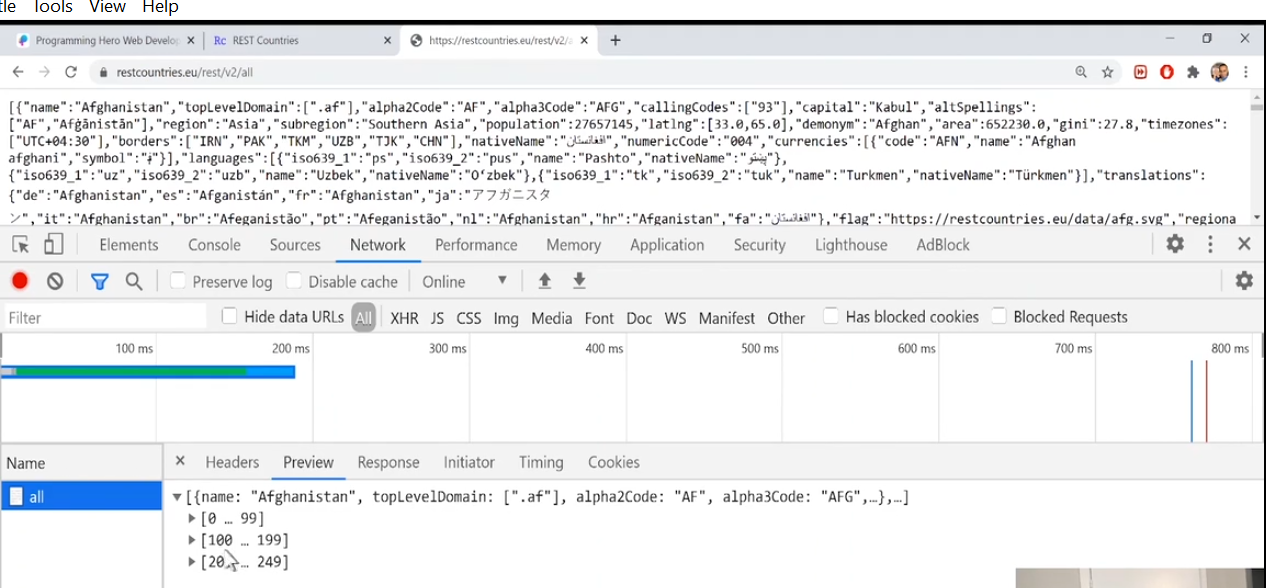 tle Tools View Help
Programming Hero Web Develo
REST Countries
https://restcountries.eu/rest/v2/a
restcountries.eu/rest/v2/all
[{"name":"Afghanistan","topLevelDomain":[".af"],"alpha2Code":"AF","alpha3Code":"AFG","callingCodes":["93"],"capital":"Kabul","altSpellings":
["AF","Afġānistān"],"region":"Asia","subregion":"Southern Asia","population":27657145,"latlng":[33.0,65.0],"demonym":"Afghan","area":652230.0,"gini":27.8,"timezones":
["UTC+04:30"],"borders":["IRN","PAK","TKM","UZB","TJK","CHN"],"nativeName":"افغانستان","numericCode":"004","currencies":[{"code":"AFN","name":"Afghan
afghani","symbol":"؋"}],"languages":[{"iso639_1":"ps","iso639_2":"pus","name":"Pashto","nativeName":"پښتو"},
{"iso639_1":"uz","iso639_2":"uzb","name":"Uzbek","nativeName":"Oʻzbek"},{"iso639_1":"tk","iso639_2":"tuk","name":"Turkmen","nativeName":"Türkmen"}],"translations":
{"de":"Afghanistan","es":"Afganistán","fr":"Afghanistan","ja":"アフガニスタ
ン","it":"Afghanistan","br":"Afeganistão","pt":"Afeganistão","nl":"Afghanistan","hr":"Afganistan","fa":"افغانستان"},"flag":"https://restcountries.eu/data/afg.svg","regiona
Elements Console Sources Network Performance Memory Application Security Lighthouse AdBlock
Preserve log Disable cache Online
Filter Hide data URLs All XHR JS CSS Img Media Font Doc WS Manifest Other Has blocked cookies Blocked Requests
100 ms 200 ms 300 ms 400 ms 500 ms 600 ms 700 ms 800 ms
Name Headers Preview Response Initiator Timing Cookies
all
[{name: "Afghanistan", topLevelDomain: [".af"], alpha2Code: "AF", alpha3Code: "AFG",…},…]
[0 … 99]
[100 … 199]
[20 … 249]